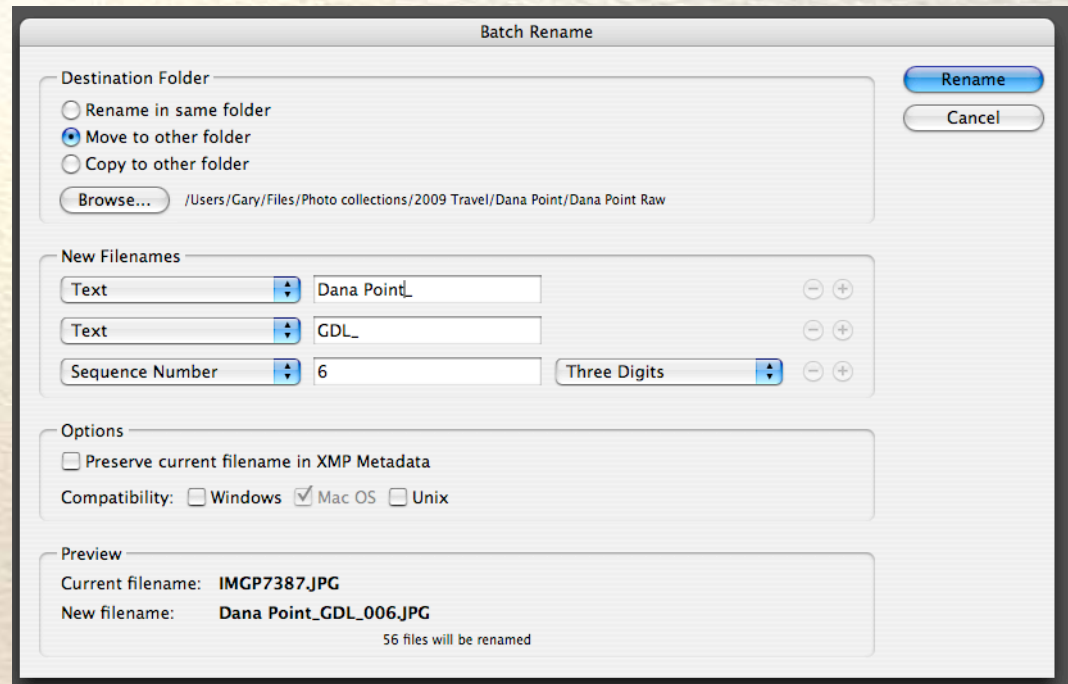 Batch Rename
Destination Folder
Rename in same folder
Move to other folder
Copy to other folder
Browse... /Users/Gary/Files/Photo collections/2009 Travel/Dana Point/Dana Point Raw
Rename
Cancel
New Filenames
Text Dana Point_
Text GDL_
Sequence Number 6 Three Digits
Options
Preserve current filename in XMP Metadata
Compatibility: Windows Mac OS Unix
Preview
Current filename: IMGP7387.JPG
New filename: Dana Point_GDL_006.JPG
56 files will be renamed